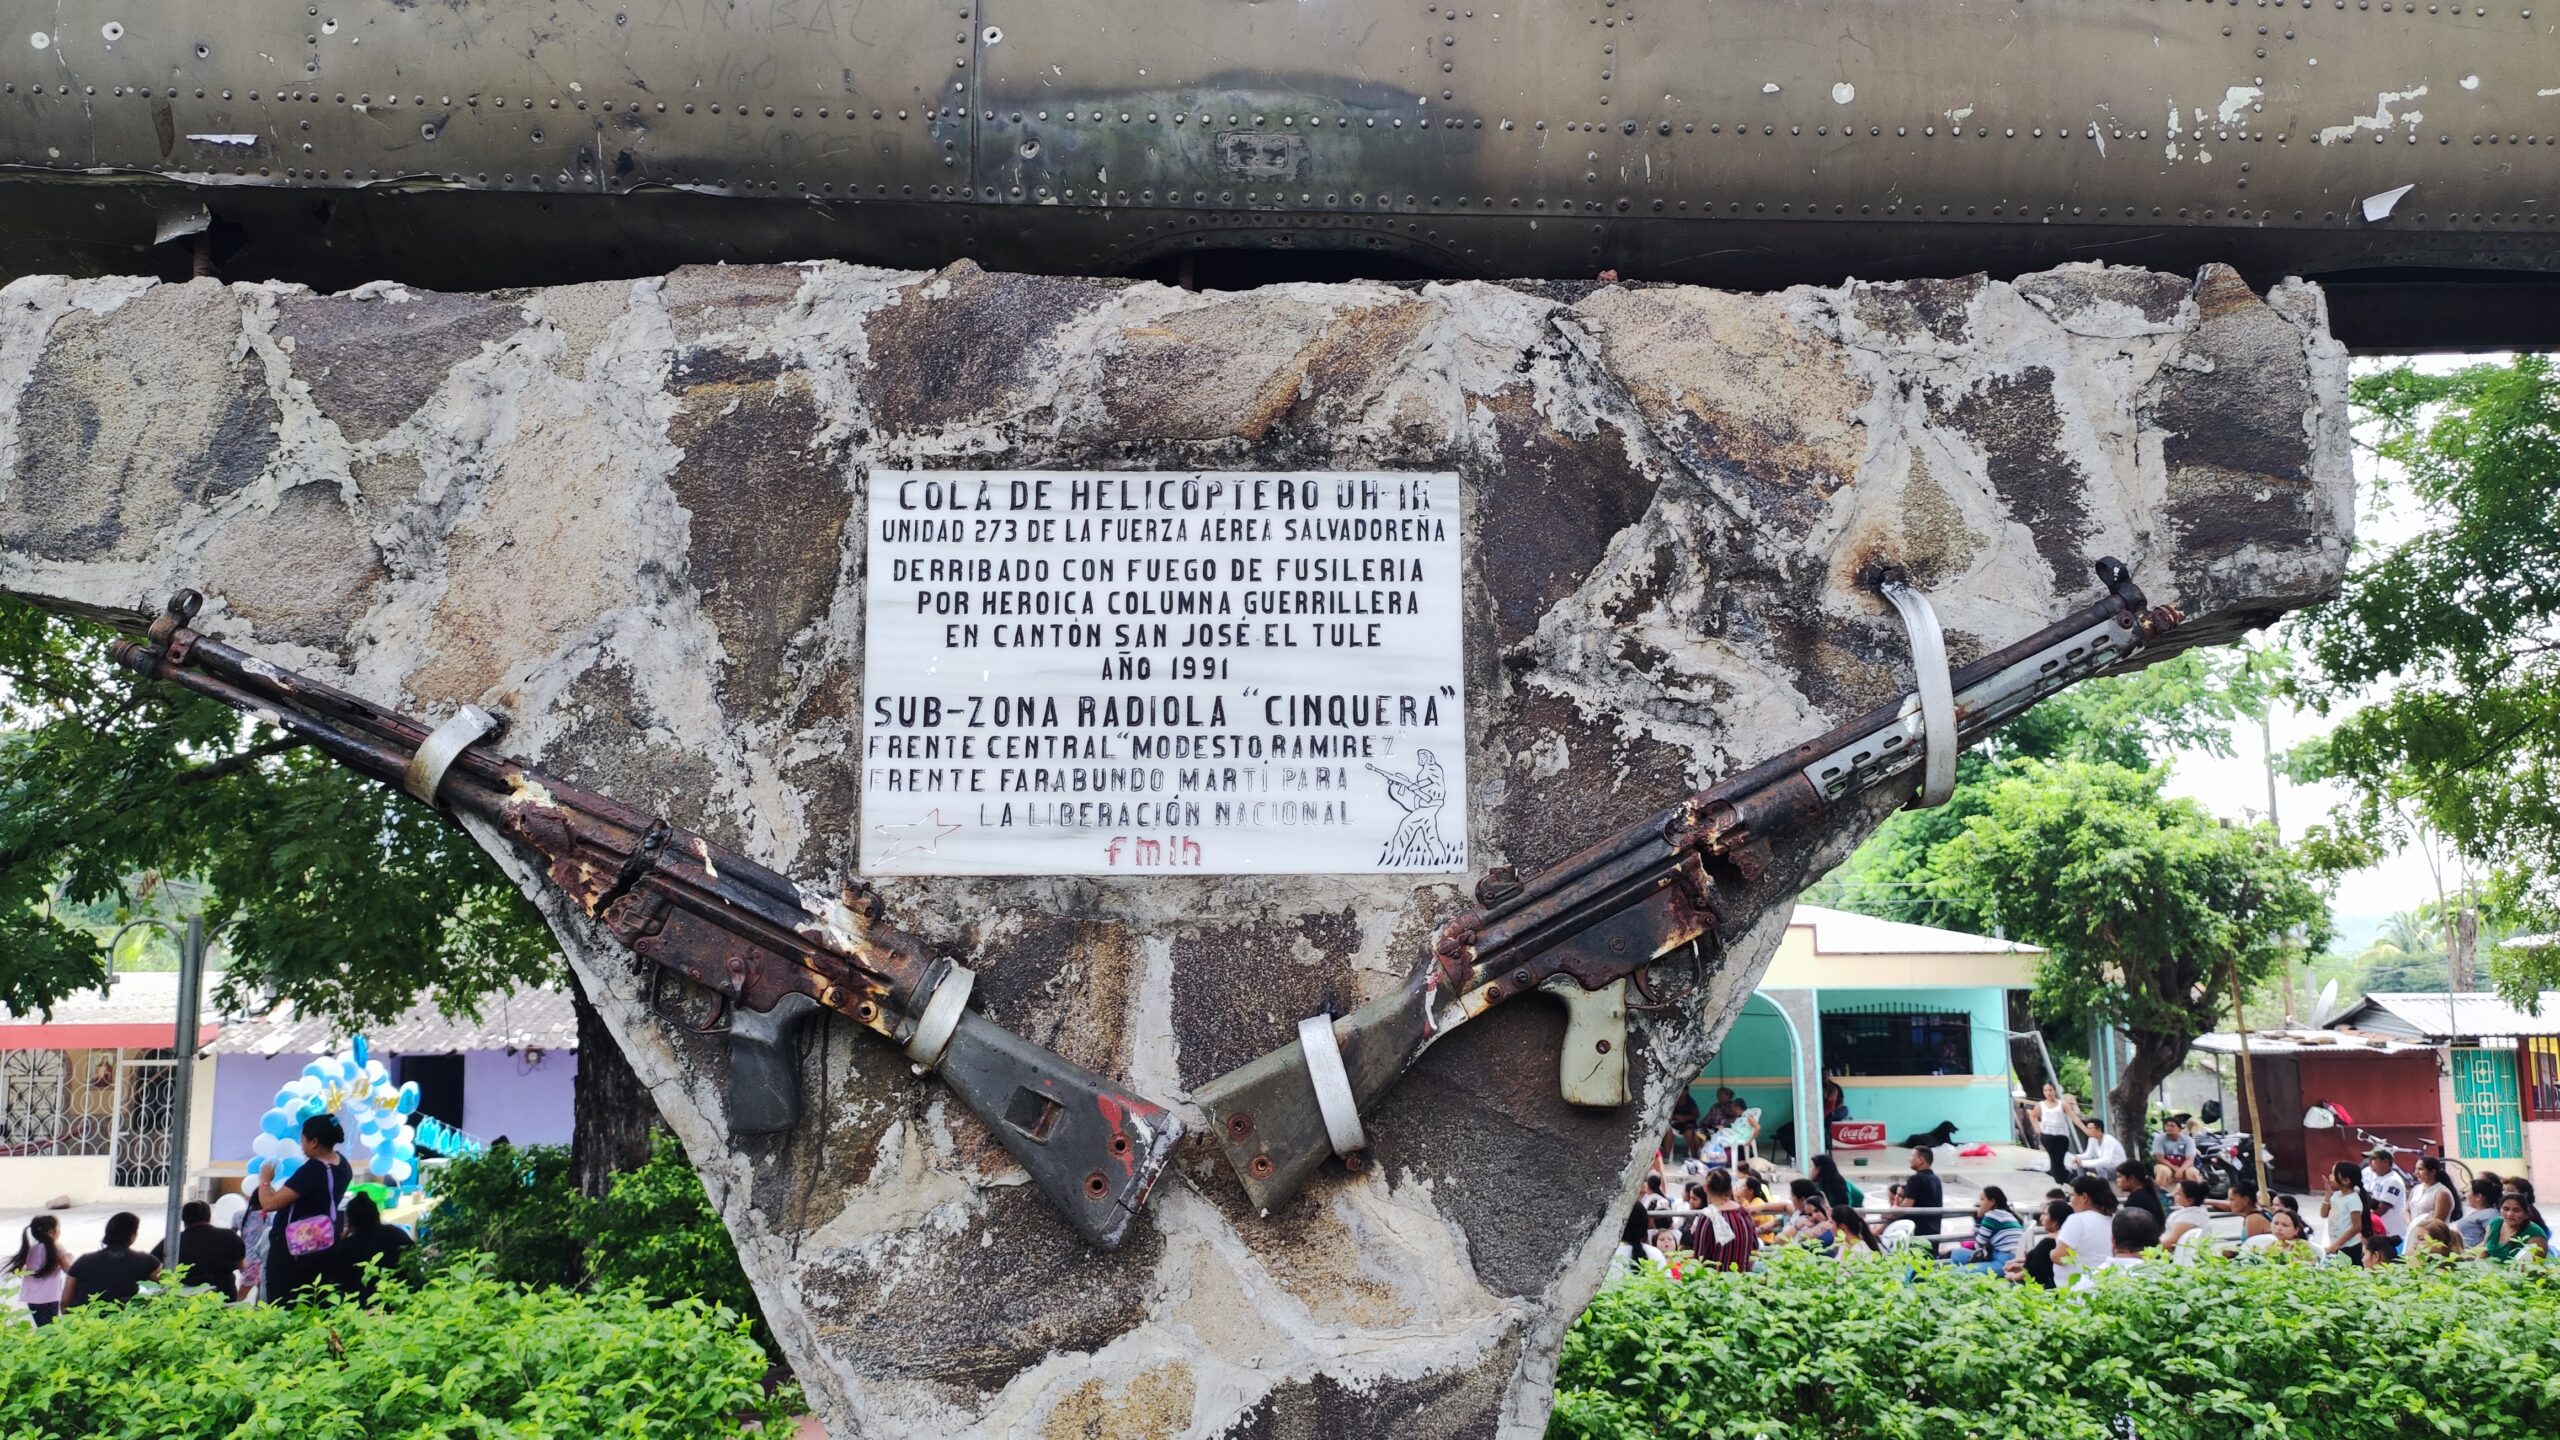 COLA DE HELICÓPTERO UH-1H
UNIDAD 273 DE LA FUERZA AÉREA SALVADOREÑA
DERRIBADO CON FUEGO DE FUSILERIA
POR HEROICA COLUMNA GUERRILLERA
EN CANTÓN SAN JOSÉ EL TULE
AÑO 1991
SUB-ZONA RADIOLA "CINQUERA"
FRENTE CENTRAL "MODESTO RAMIREZ"
FRENTE FARABUNDO MARTÍ PARA
LA LIBERACIÓN NACIONAL
fmln
Coca-Cola